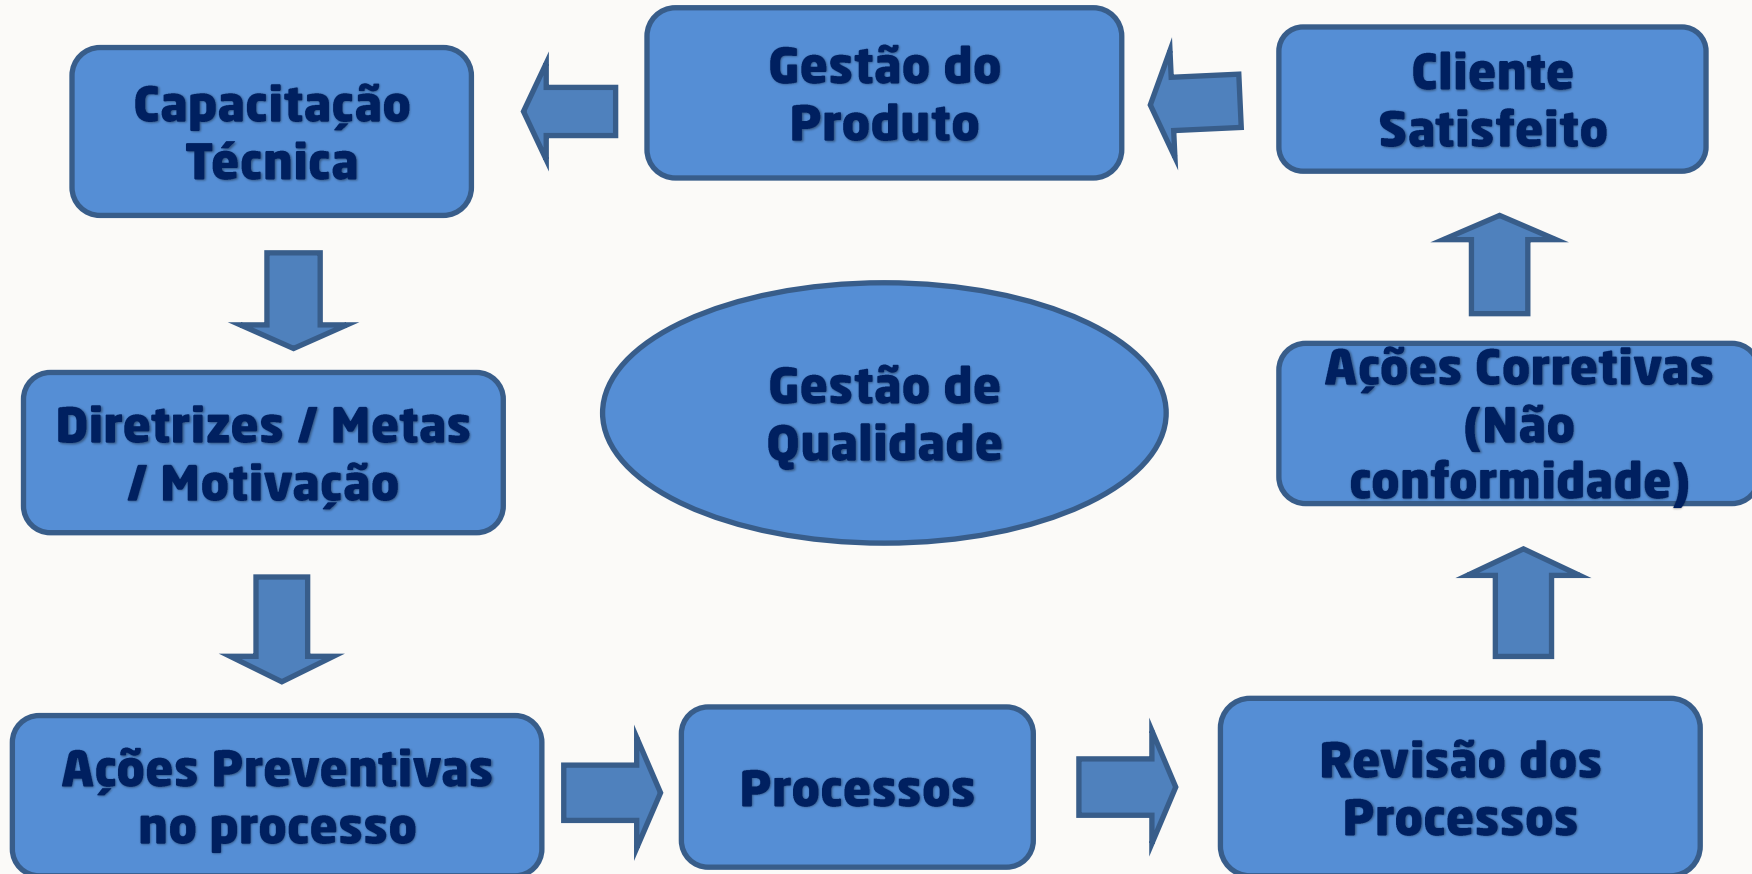 Capacitação
Técnica
Gestão do
Produto
Cliente
Satisfeito
Diretrizes / Metas
/ Motivação
Gestão de
Qualidade
Ações Corretivas
(Não
conformidade)
Ações Preventivas
no processo
Processos
Revisão dos
Processos